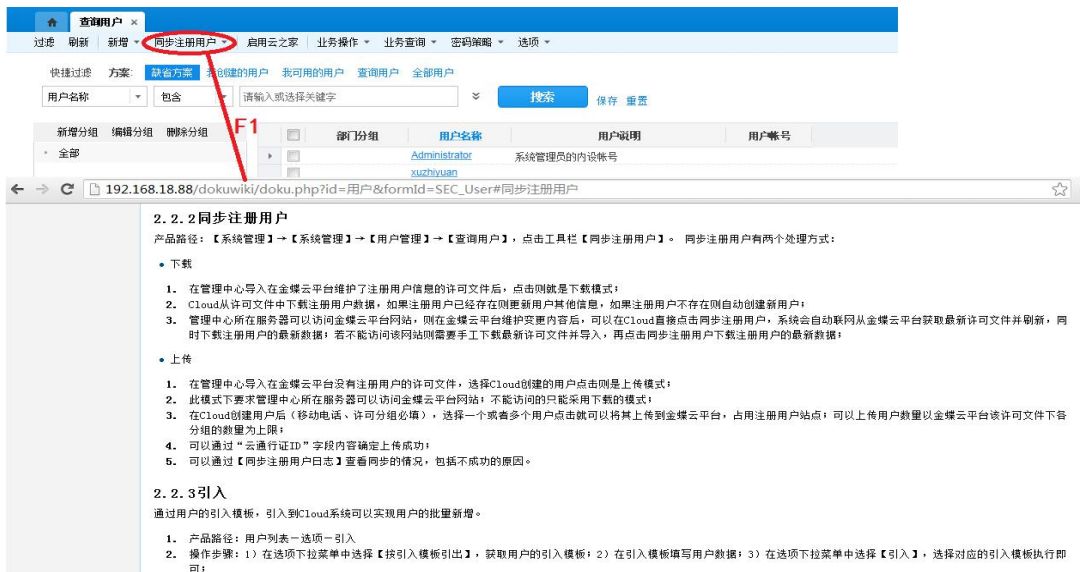 查询用户 ×
过滤 刷新 新增 同步注册用户 启用云之家 业务操作 业务查询 密码策略 选项
快捷过滤 方案: 缺省方案 我创建的用户 我可用的用户 查询用户 全部用户
用户名称 包含 请输入或选择关键字 搜索 保存 重置
新增分组 编辑分组 删除分组 F1 部门分组 用户名称 用户说明 用户帐号
全部 Administrator 系统管理员的内设帐号
xuzhiyuan
192.168.18.88/dokuwiki/doku.php?id=用户&formId=SEC_User#同步注册用户
2.2.2同步注册用户
产品路径：【系统管理】→【系统管理】→【用户管理】→【查询用户】，点击工具栏【同步注册用户】。 同步注册用户有两个处理方式：
• 下载
1. 在管理中心导入在金蝶云平台维护了注册用户信息的许可文件后，点击则就是下载模式；
2. Cloud从许可文件中下载注册用户数据，如果注册用户已经存在则更新用户其他信息，如果注册用户不存在则自动创建新用户；
3. 管理中心所在服务器可以访问金蝶云平台网站，则在金蝶云平台维护变更内容后，可以在Cloud直接点击同步注册用户，系统会自动联网从金蝶云平台获取最新许可文件并刷新，同
时下载注册用户的最新数据；若不能访问该网站则需要手工下载最新许可文件并导入，再点击同步注册用户下载注册用户的最新数据；
• 上传
1. 在管理中心导入在金蝶云平台没有注册用户的许可文件，选择Cloud创建的用户点击则是上传模式；
2. 此模式下要求管理中心所在服务器可以访问金蝶云平台网站；不能访问的只能采用下载的模式；
3. 在Cloud创建用户后（移动电话、许可分组必填），选择一个或者多个用户点击就可以将其上传到金蝶云平台，占用注册用户站点；可以上传用户数量以金蝶云平台该许可文件下各
分组的数量为上限；
4. 可以通过“云通行证ID”字段内容确定上传成功；
5. 可以通过【同步注册用户日志】查看同步的情况，包括不成功的原因。
2.2.3引入
通过用户的引入模板，引入到Cloud系统可以实现用户的批量新增。
1. 产品路径：用户列表－选项－引入
2. 操作步骤：1）在选项下拉菜单中选择【按引入模板引出】，获取用户的引入模板；2）在引入模板填写用户数据；3）在选项下拉菜单中选择【引入】，选择对应的引入模板执行即
可；